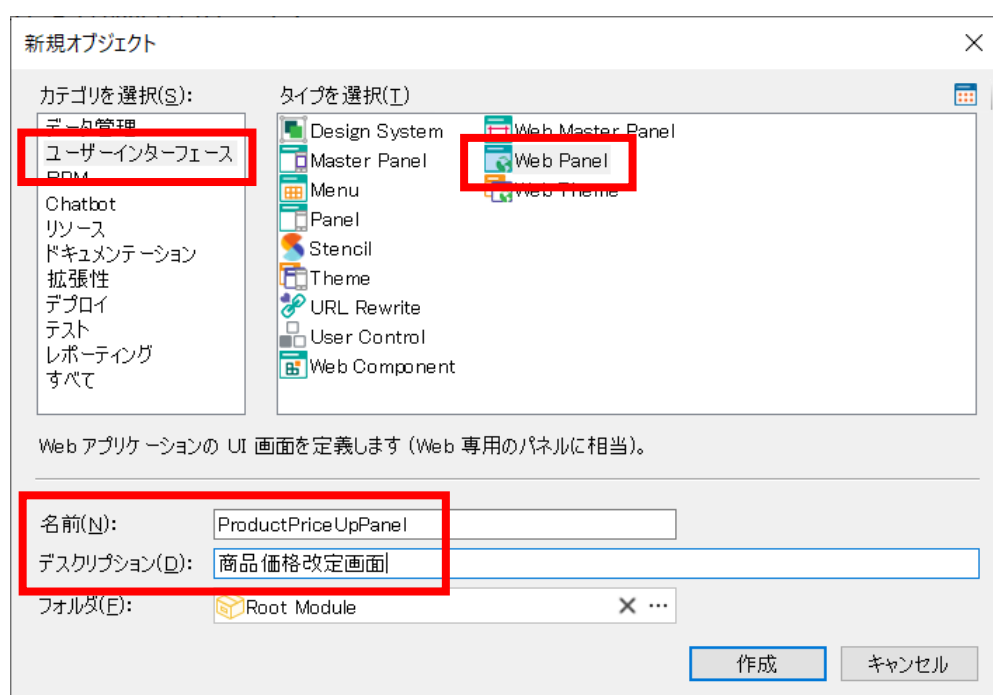 新規オブジェクト
カテゴリを選択(S):
タイプを選択(T)
データ管理
ユーザーインターフェース
BPM
Chatbot
リソース
ドキュメンテーション
拡張性
デプロイ
テスト
レポーティング
すべて
Design System
Master Panel
Menu
Panel
Stencil
Theme
URL Rewrite
User Control
Web Component
Web Master Panel
Web Panel
Web Theme
Web アプリケーションの UI 画面を定義します (Web 専用のパネルに相当)。
名前(N): ProductPriceUpPanel
デスクリプション(D): 商品価格改定画面
フォルダ(F): Root Module
作成 キャンセル